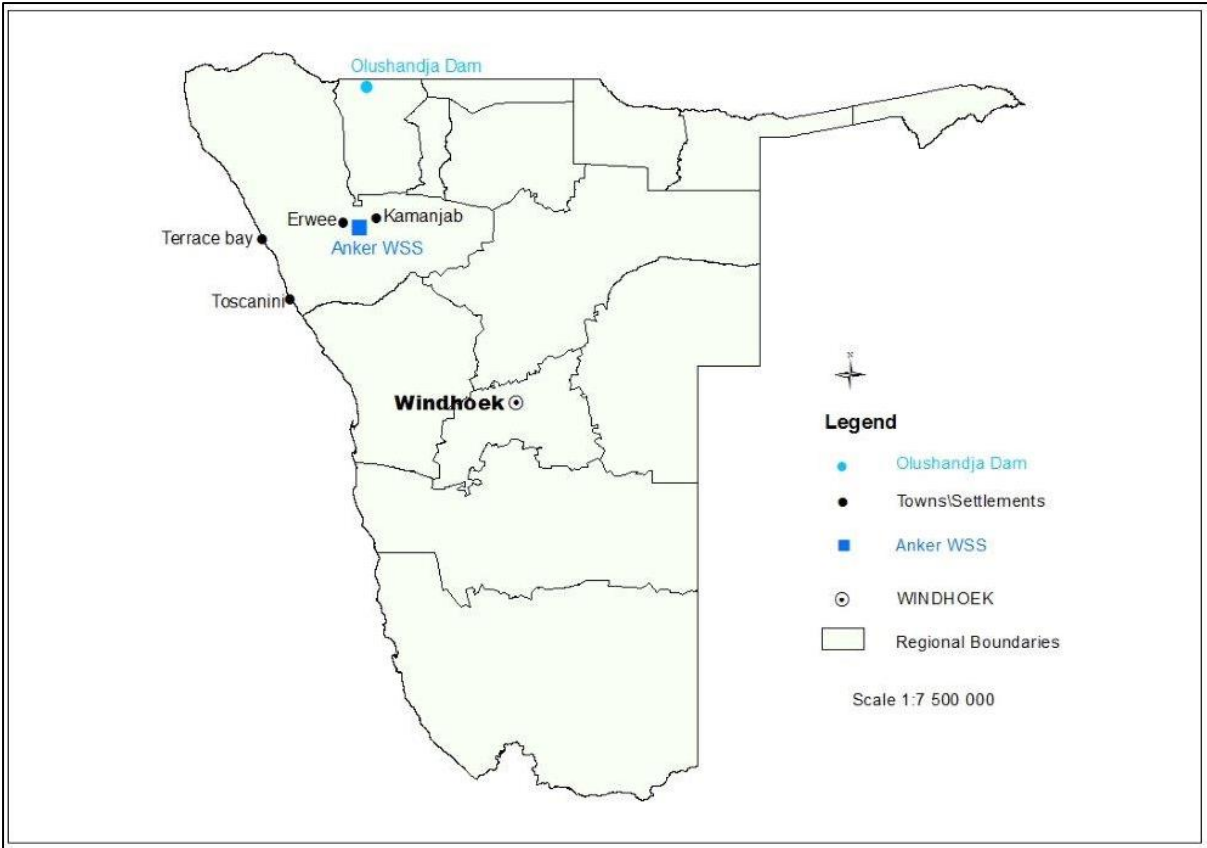 Olushandja Dam
Erwee
Kamanjab
Terrace bay
Anker WSS
Toscanini
Windhoek
N
Legend
Olushandja Dam
Towns\Settlements
Anker WSS
WINDHOEK
Regional Boundaries
Scale 1:7 500 000